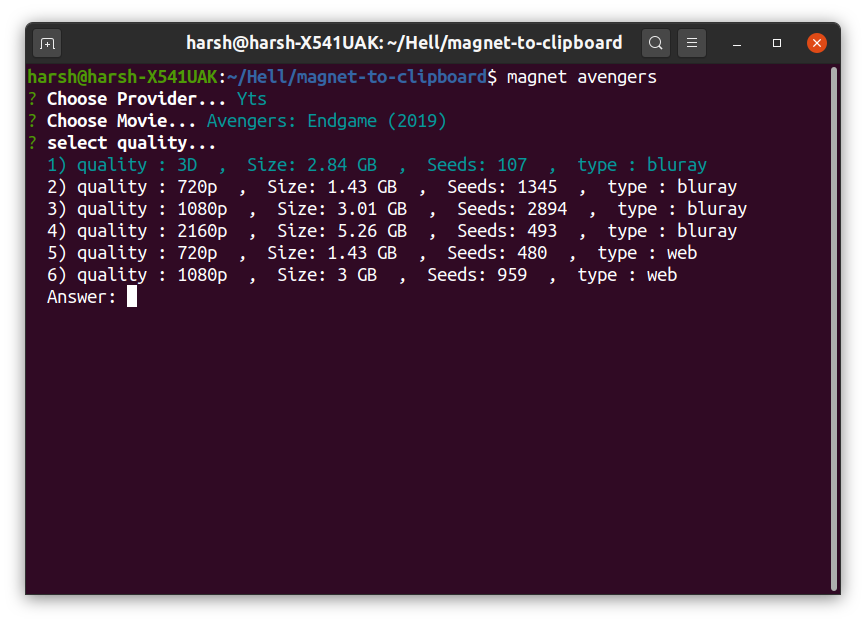 harsh@harsh-X541UAK: ~/Hell/magnet-to-clipboard
harsh@harsh-X541UAK:~/Hell/magnet-to-clipboard$ magnet avengers
? Choose Provider... Yts
? Choose Movie... Avengers: Endgame (2019)
? select quality...
1) quality : 3D  ,  Size: 2.84 GB  ,  Seeds: 107  ,  type : bluray
2) quality : 720p  ,  Size: 1.43 GB  ,  Seeds: 1345  ,  type : bluray
3) quality : 1080p  ,  Size: 3.01 GB  ,  Seeds: 2894  ,  type : bluray
4) quality : 2160p  ,  Size: 5.26 GB  ,  Seeds: 493  ,  type : bluray
5) quality : 720p  ,  Size: 1.43 GB  ,  Seeds: 480  ,  type : web
6) quality : 1080p  ,  Size: 3 GB  ,  Seeds: 959  ,  type : web
Answer: